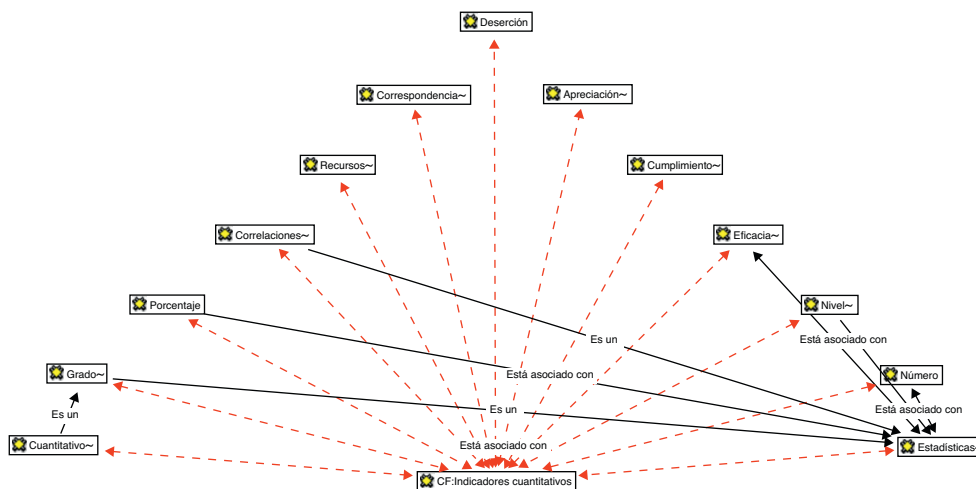 Deserción
Correspondencia~
Apreciación~
Recursos~
Cumplimiento~
Correlaciones~
Eficacia~
Porcentaje
Nivel~
Es un
Está asociado con
Grado~
Está asociado con
Número
Es un
Es un
Está asociado con
Cuantitativo~
Está asociado con
Estadísticas~
CF:Indicadores cuantitativos